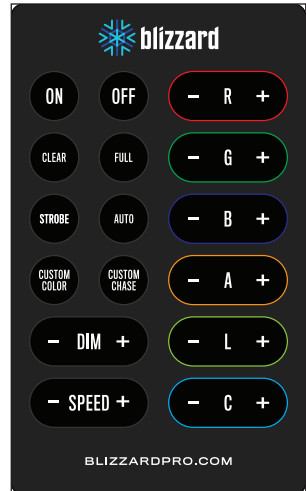 blizzard
ON OFF - R +
CLEAR FULL - G +
STROBE AUTO - B +
CUSTOM COLOR CUSTOM CHASE - A +
- DIM + - L +
- SPEED + - C +
BLIZZARDPRO.COM